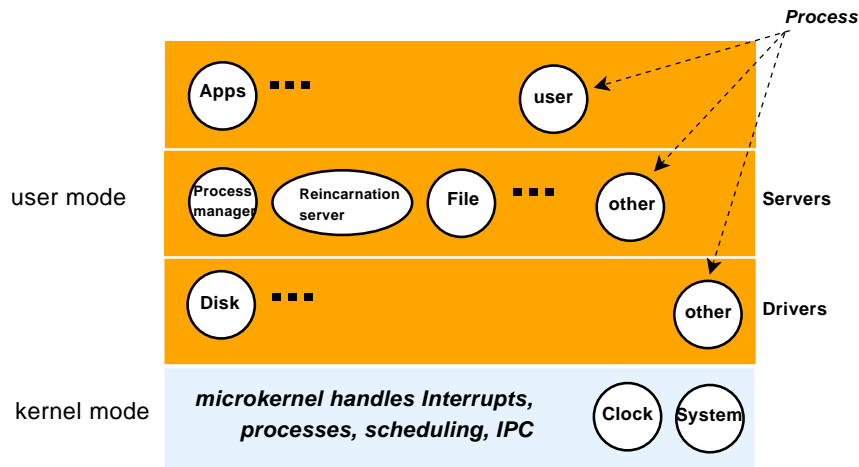 Process
Apps
user
user mode
Process
manager
Reincarnation
server
File
other
Servers
Disk
other
Drivers
kernel mode
microkernel handles Interrupts,
processes, scheduling, IPC
Clock
System